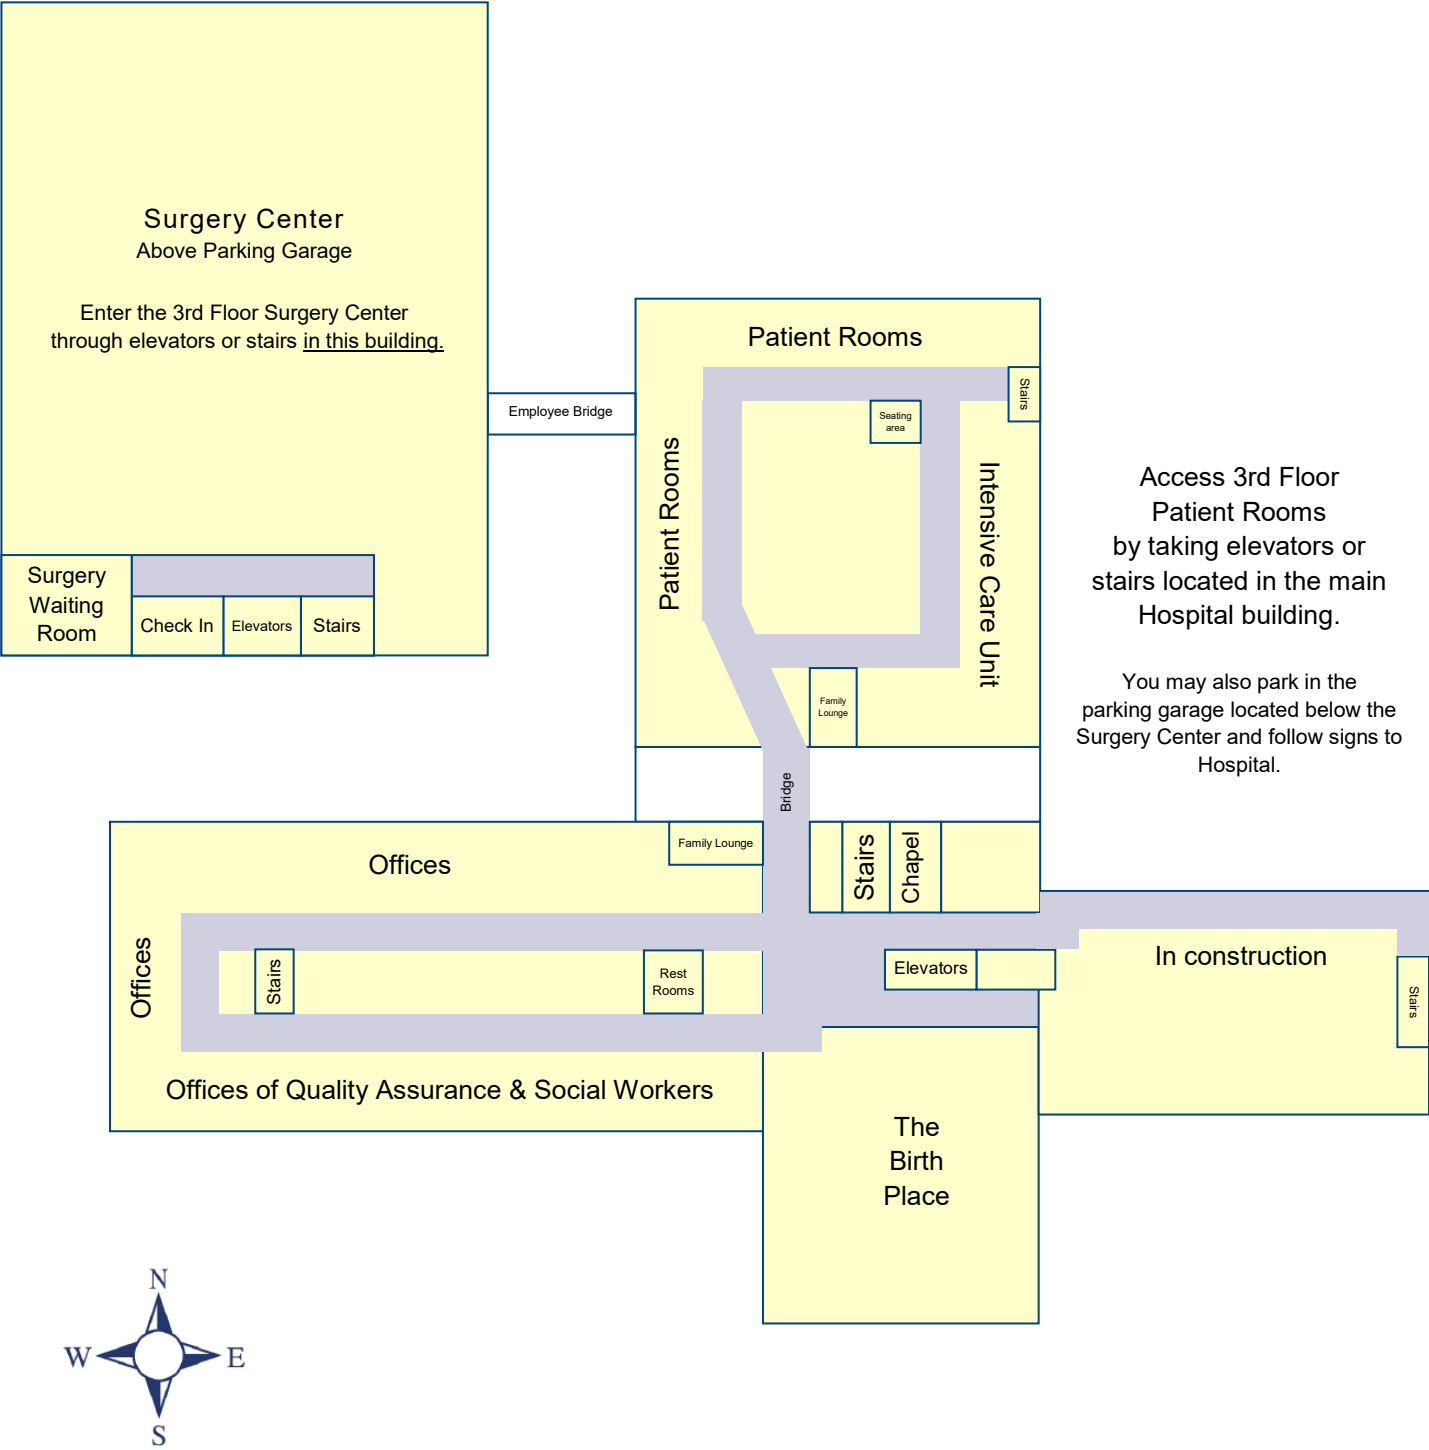 Surgery Center
Above Parking Garage
Enter the 3rd Floor Surgery Center
through elevators or stairs in this building.
Surgery
Waiting
Room
Check In
Elevators
Stairs
Employee Bridge
Patient Rooms
Stairs
Seating
area
Patient Rooms
Intensive Care Unit
Family
Lounge
Access 3rd Floor
Patient Rooms
by taking elevators or
stairs located in the main
Hospital building.
You may also park in the
parking garage located below the
Surgery Center and follow signs to
Hospital.
Bridge
Family Lounge
Offices
Stairs
Chapel
Offices
Stairs
Rest
Rooms
Elevators
In construction
Stairs
Offices of Quality Assurance & Social Workers
The
Birth
Place
N
W
E
S